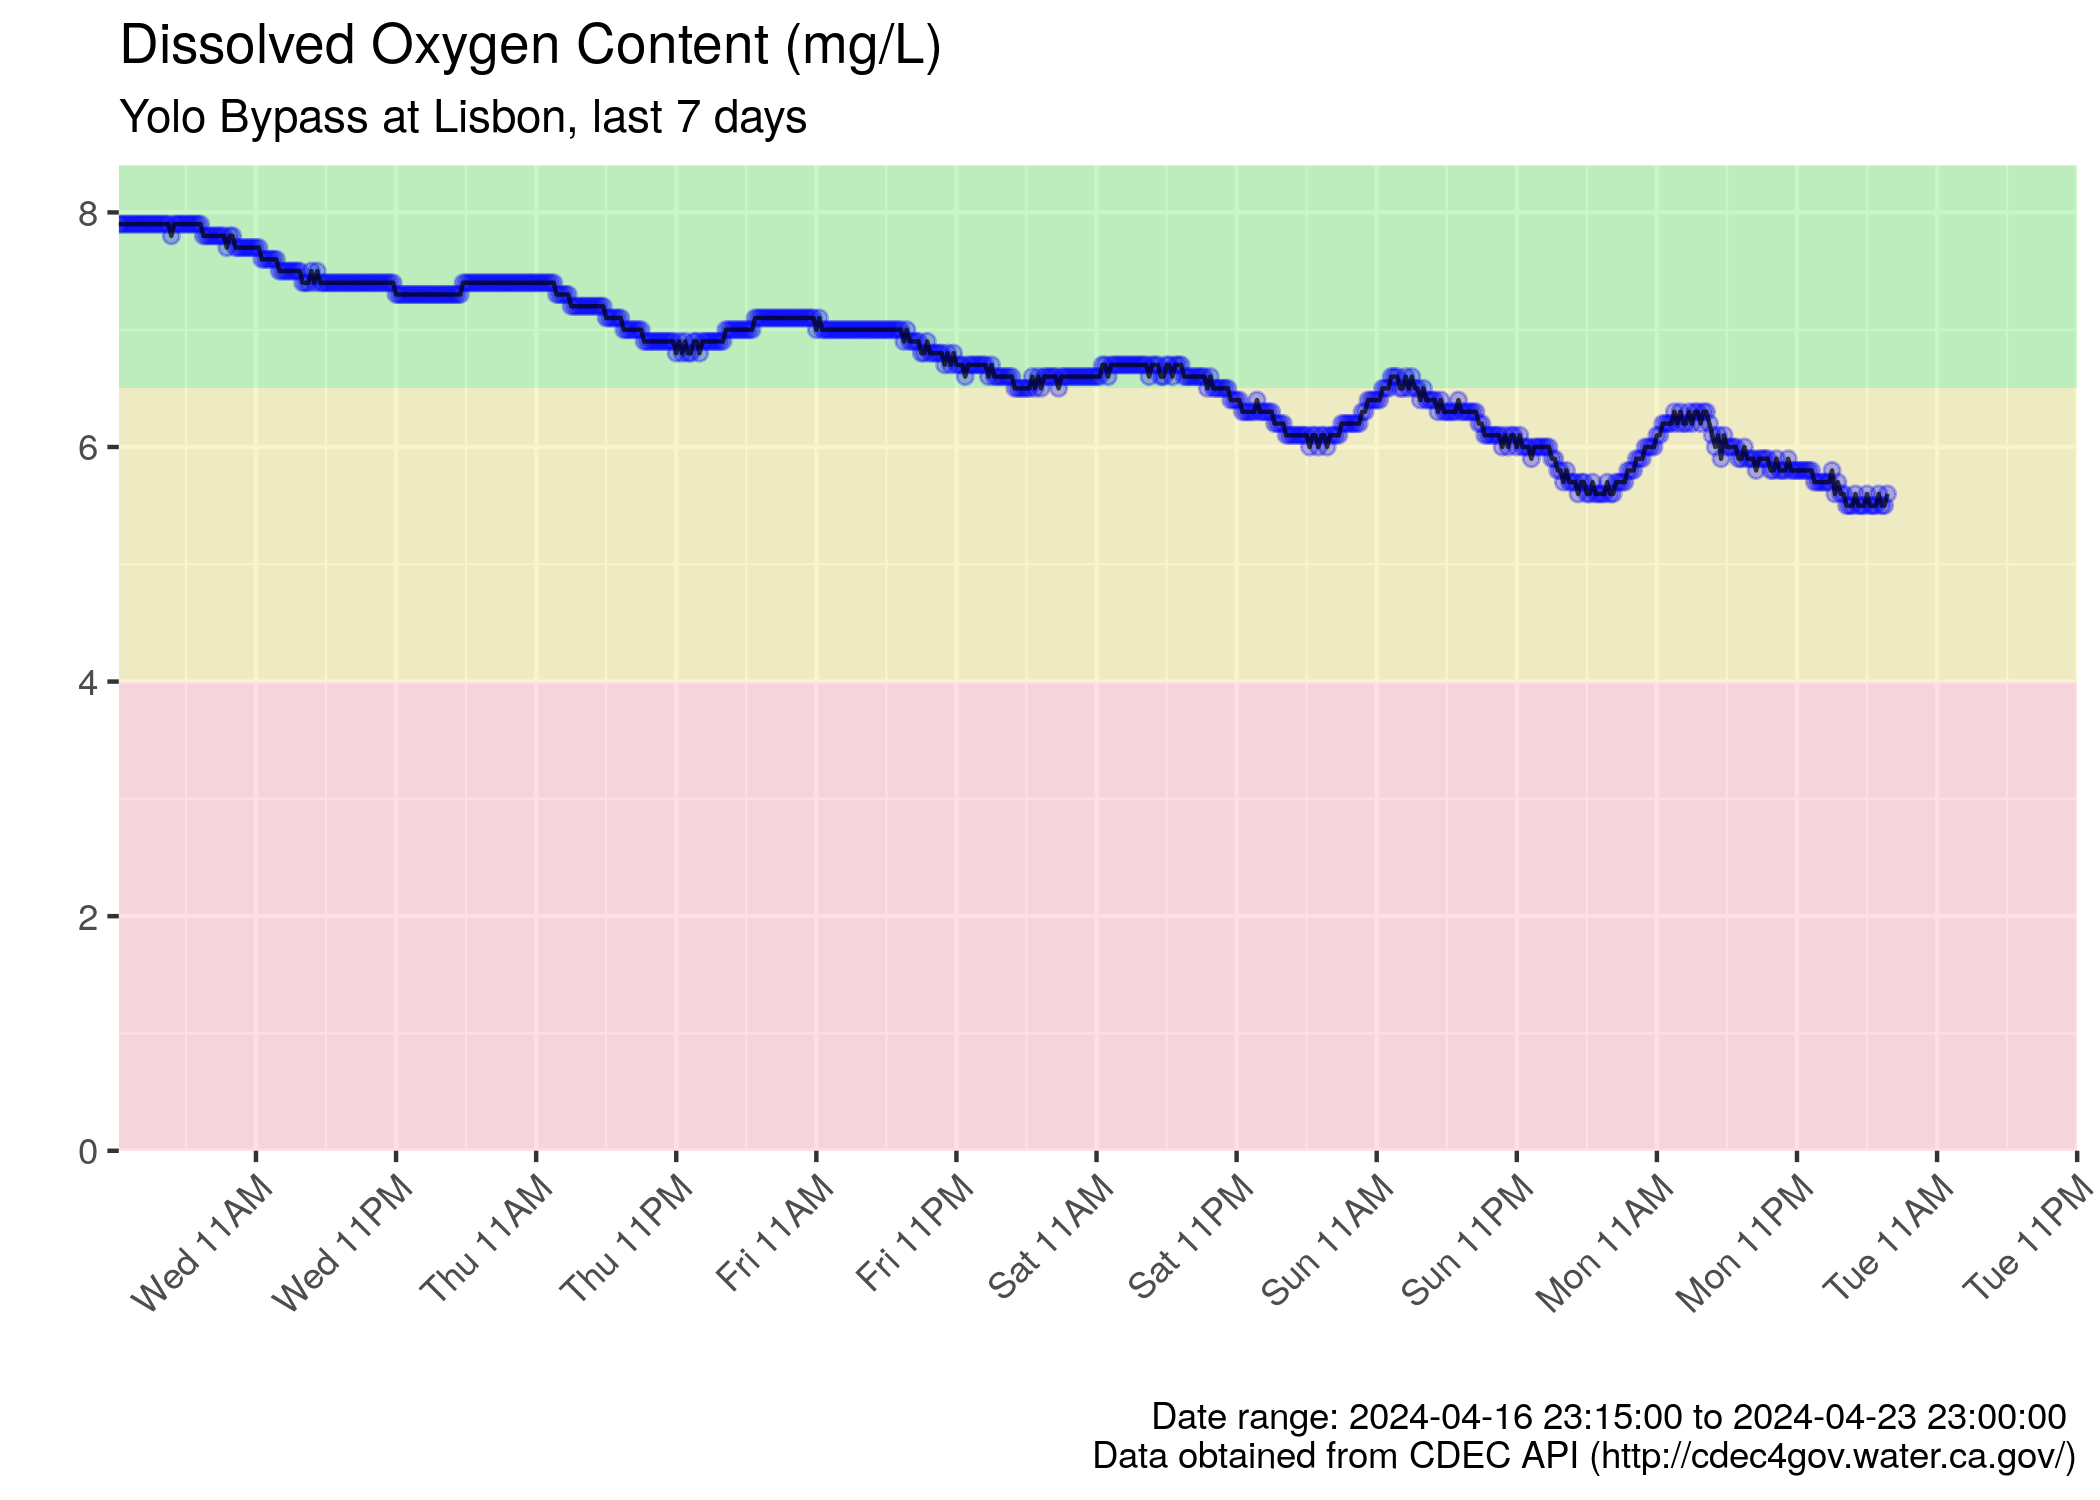 Dissolved Oxygen Content (mg/L)
Yolo Bypass at Lisbon, last 7 days
8
6
4
2
0
Wed 11AM
Wed 11PM
Thu 11AM
Thu 11PM
Fri 11AM
Fri 11PM
Sat 11AM
Sat 11PM
Sun 11AM
Sun 11PM
Mon 11AM
Mon 11PM
Tue 11AM
Tue 11PM
Date range: 2024-04-16 23:15:00 to 2024-04-23 23:00:00
Data obtained from CDEC API (http://cdec4gov.water.ca.gov/)